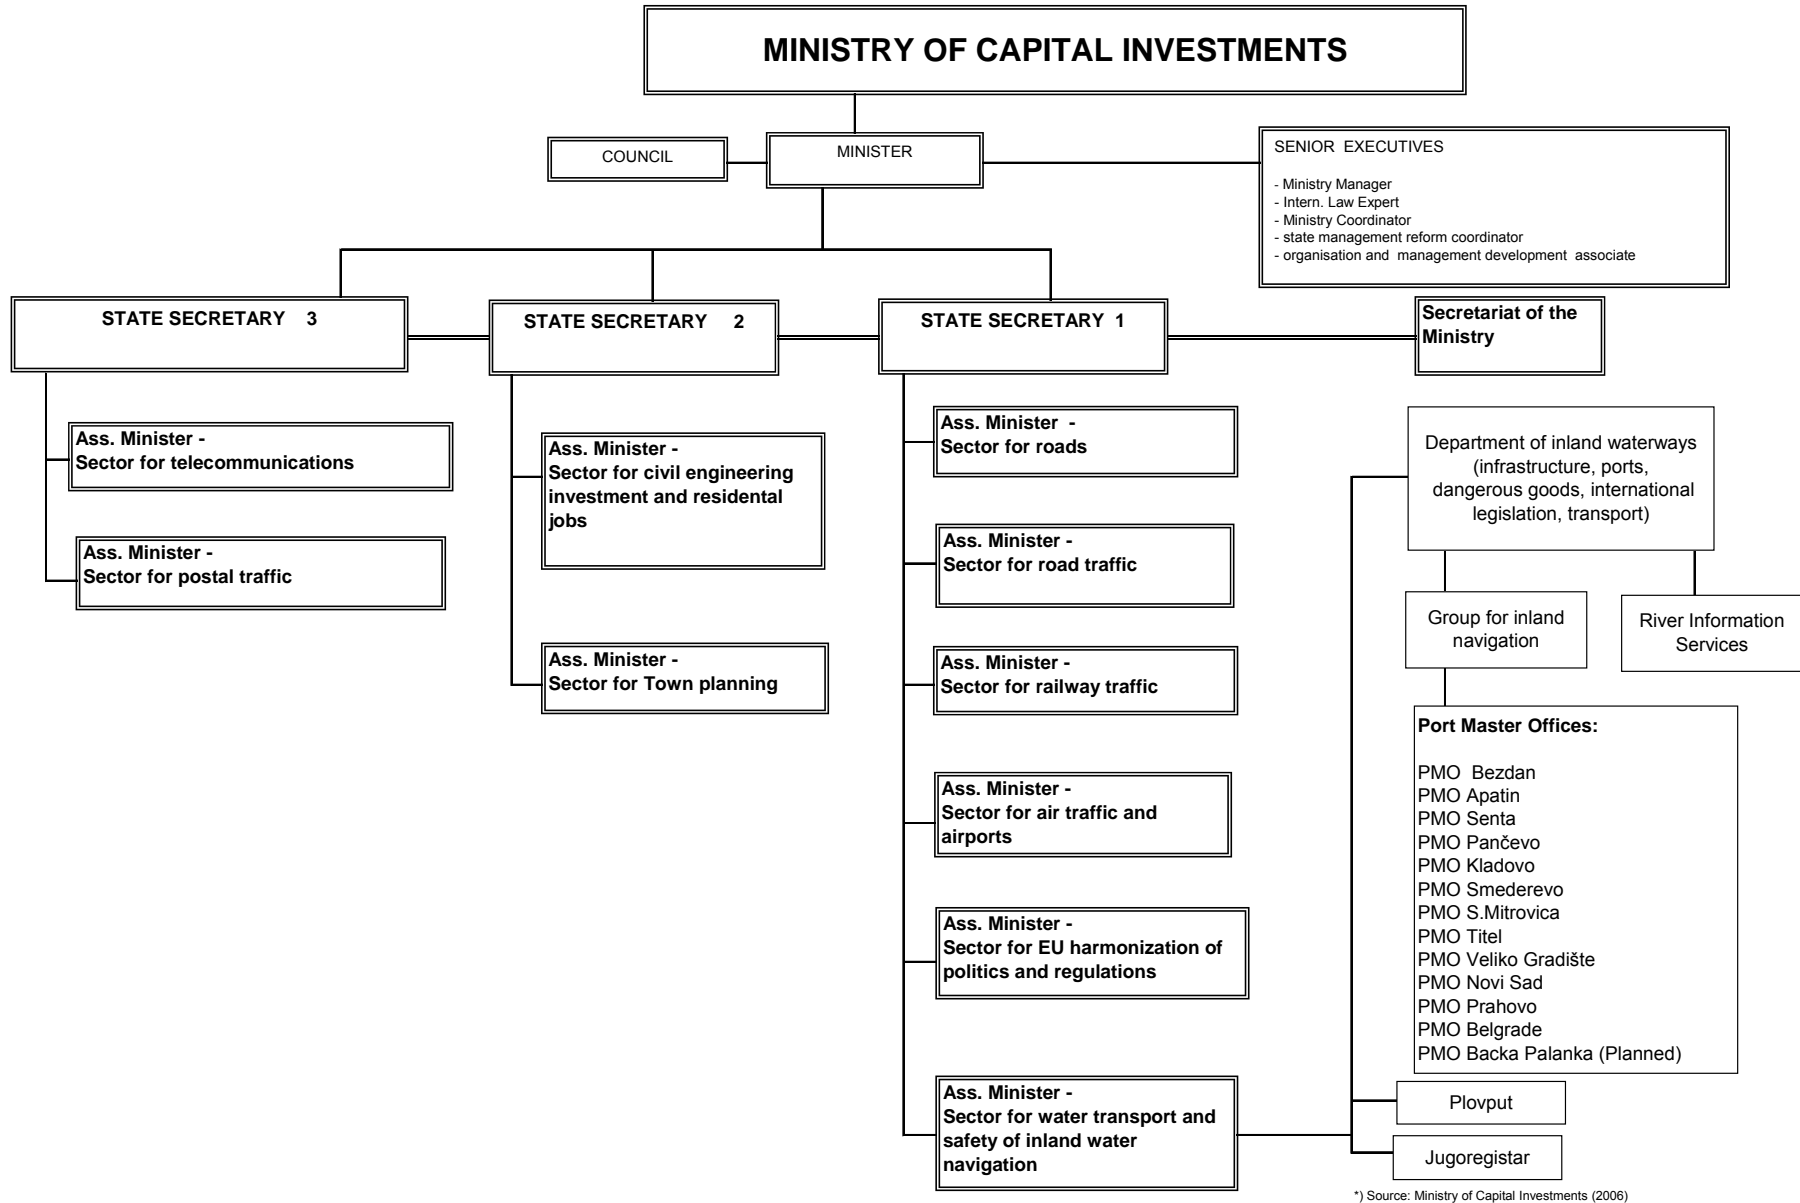 MINISTRY OF CAPITAL INVESTMENTS
COUNCIL
MINISTER
SENIOR EXECUTIVES
- Ministry Manager
- Intern. Law Expert
- Ministry Coordinator
- state management reform coordinator
- organisation and management development associate
STATE SECRETARY 3
STATE SECRETARY 2
STATE SECRETARY 1
Secretariat of the
Ministry
Ass. Minister -
Sector for telecommunications
Ass. Minister -
Sector for postal traffic
Ass. Minister -
Sector for civil engineering
investment and residental
jobs
Ass. Minister -
Sector for Town planning
Ass. Minister -
Sector for roads
Ass. Minister -
Sector for road traffic
Ass. Minister -
Sector for railway traffic
Ass. Minister -
Sector for air traffic and
airports
Ass. Minister -
Sector for EU harmonization of
politics and regulations
Ass. Minister -
Sector for water transport and
safety of inland water
navigation
Department of inland waterways
(infrastructure, ports,
dangerous goods, international
legislation, transport)
Group for inland
navigation
River Information
Services
Port Master Offices:
PMO Bezdan
PMO Apatin
PMO Senta
PMO Pančevo
PMO Kladovo
PMO Smederevo
PMO S.Mitrovica
PMO Titel
PMO Veliko Gradište
PMO Novi Sad
PMO Prahovo
PMO Belgrade
PMO Backa Palanka (Planned)
Plovput
Jugoregistar
*) Source: Ministry of Capital Investments (2006)